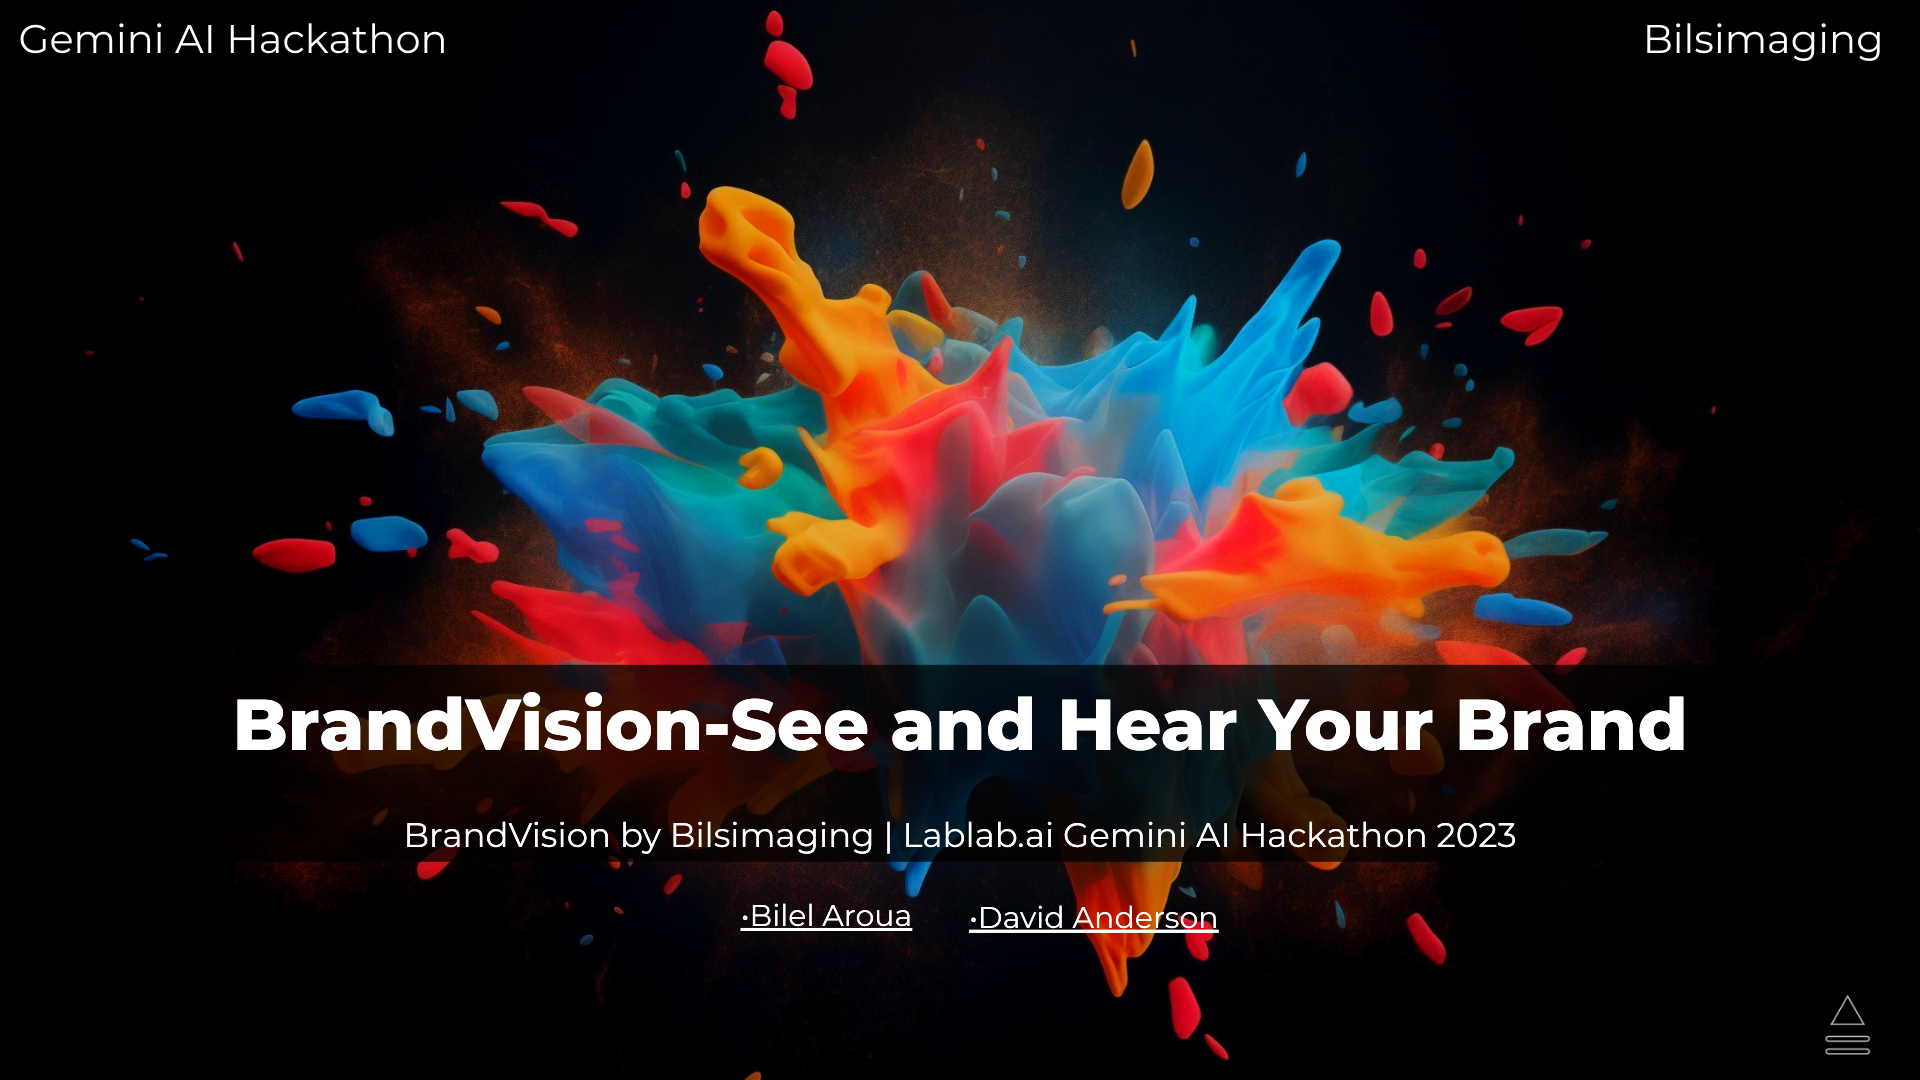 Gemini AI Hackathon
Bilsimaging
BrandVision-See and Hear Your Brand
BrandVision by Bilsimaging | Lablab.ai Gemini AI Hackathon 2023
•Bilel Aroua
•David Anderson